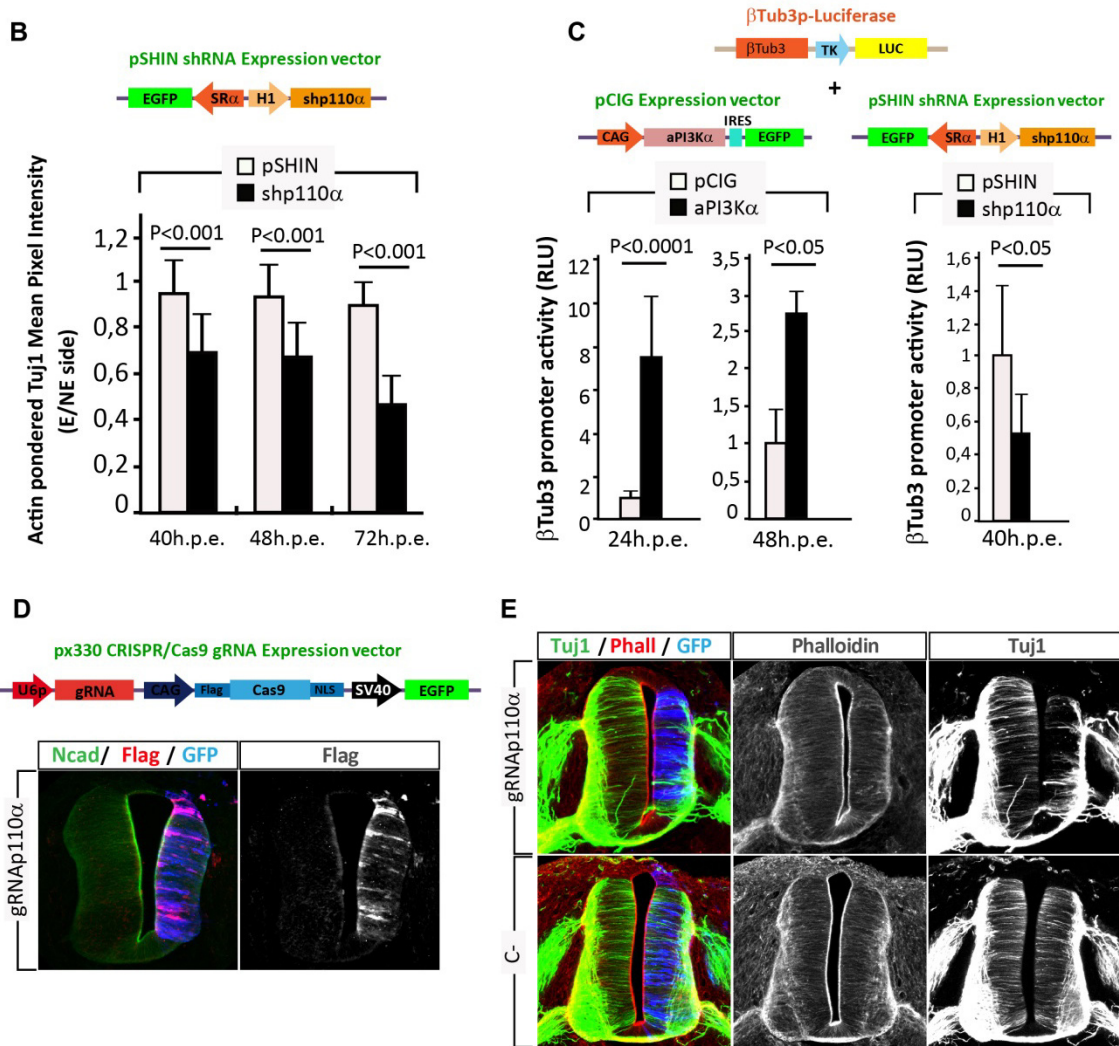 B
pSHIN shRNA Expression vector
EGFP SRα H1 shp110α
pSHIN
shp110α
Actin pondered Tuj1 Mean Pixel Intensity
(E/NE side)
1,2
1
0,8
0,6
0,4
0,2
0
P<0.001 P<0.001 P<0.001
40h.p.e. 48h.p.e. 72h.p.e.
C
βTub3p-Luciferase
βTub3 TK LUC
+
pCIG Expression vector
IRES
CAG aPI3Kα EGFP
pSHIN shRNA Expression vector
EGFP SRα H1 shp110α
pCIG
aPI3Kα
βTub3 promoter activity (RLU)
P<0.0001
12
10
8
6
4
2
0
24h.p.e.
P<0.05
3,5
3
2,5
2
1,5
1
0,5
0
48h.p.e.
pSHIN
shp110α
βTub3 promoter activity (RLU)
P<0.05
1,6
1,4
1,2
1
0,8
0,6
0,4
0,2
0
40h.p.e.
D
px330 CRISPR/Cas9 gRNA Expression vector
U6p gRNA CAG Flag Cas9 NLS SV40 EGFP
Ncad/ Flag / GFP
Flag
gRNAp110α
E
Tuj1 / Phall / GFP
Phalloidin
Tuj1
gRNAp110α
C-